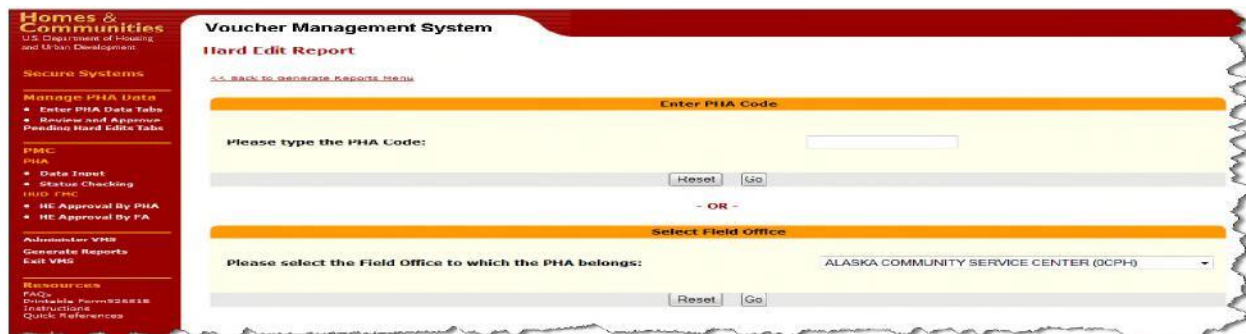 Homes &
Communities
U.S. Department of Housing
and Urban Development
Secure Systems
Manage PHA Data
• Enter PHA Data Tabs
• Review and Approve
Pending Hard Edits Tabs
PMC
PHA
• Data Input
• Status Checking
HUD FMC
• HE Approval By PHA
• HE Approval By FA
Administer VMS
Generate Reports
Exit VMS
Resources
FAQs
Printable Form52681B
Instructions
Quick References
Voucher Management System
Hard Edit Report
<< Back to Generate Reports Menu
Enter PHA Code
Please type the PHA Code:
Reset Go
- OR -
Select Field Office
Please select the Field Office to which the PHA belongs:
ALASKA COMMUNITY SERVICE CENTER (0CPH)
Reset Go